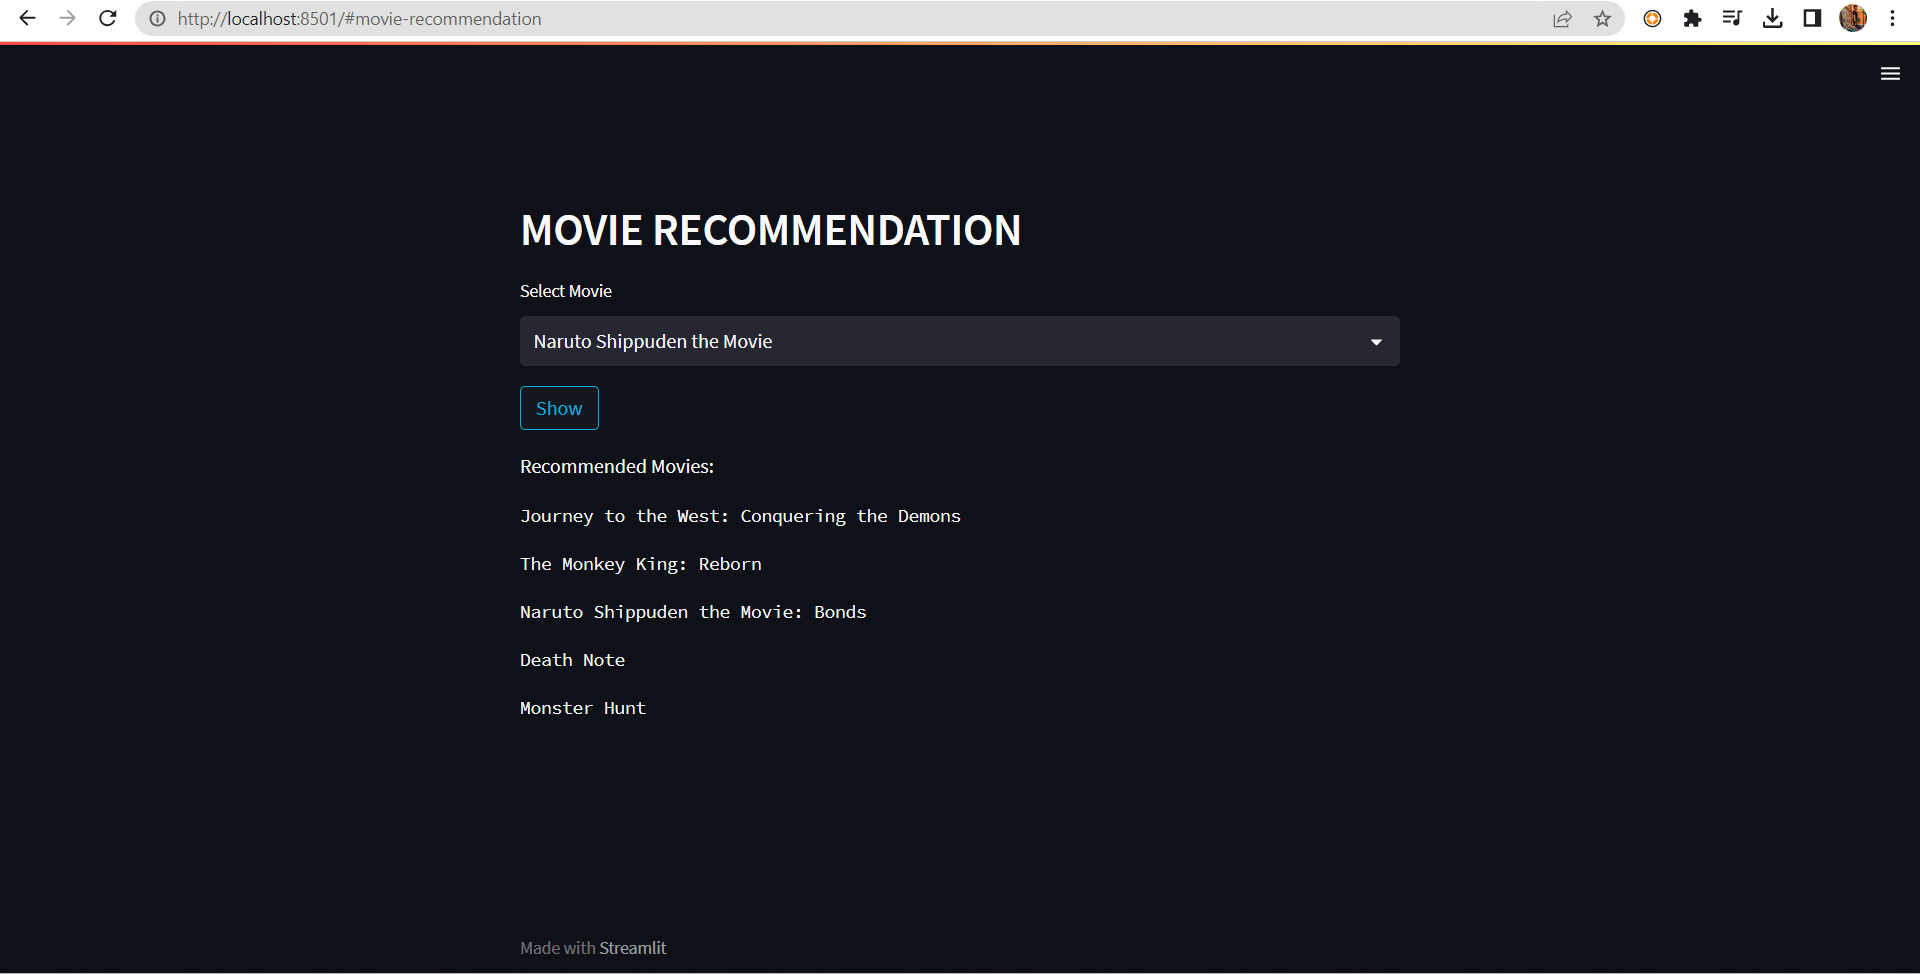 http://localhost:8501/#movie-recommendation
MOVIE RECOMMENDATION
Select Movie
Naruto Shippuden the Movie
Show
Recommended Movies:
Journey to the West: Conquering the Demons
The Monkey King: Reborn
Naruto Shippuden the Movie: Bonds
Death Note
Monster Hunt
Made with Streamlit